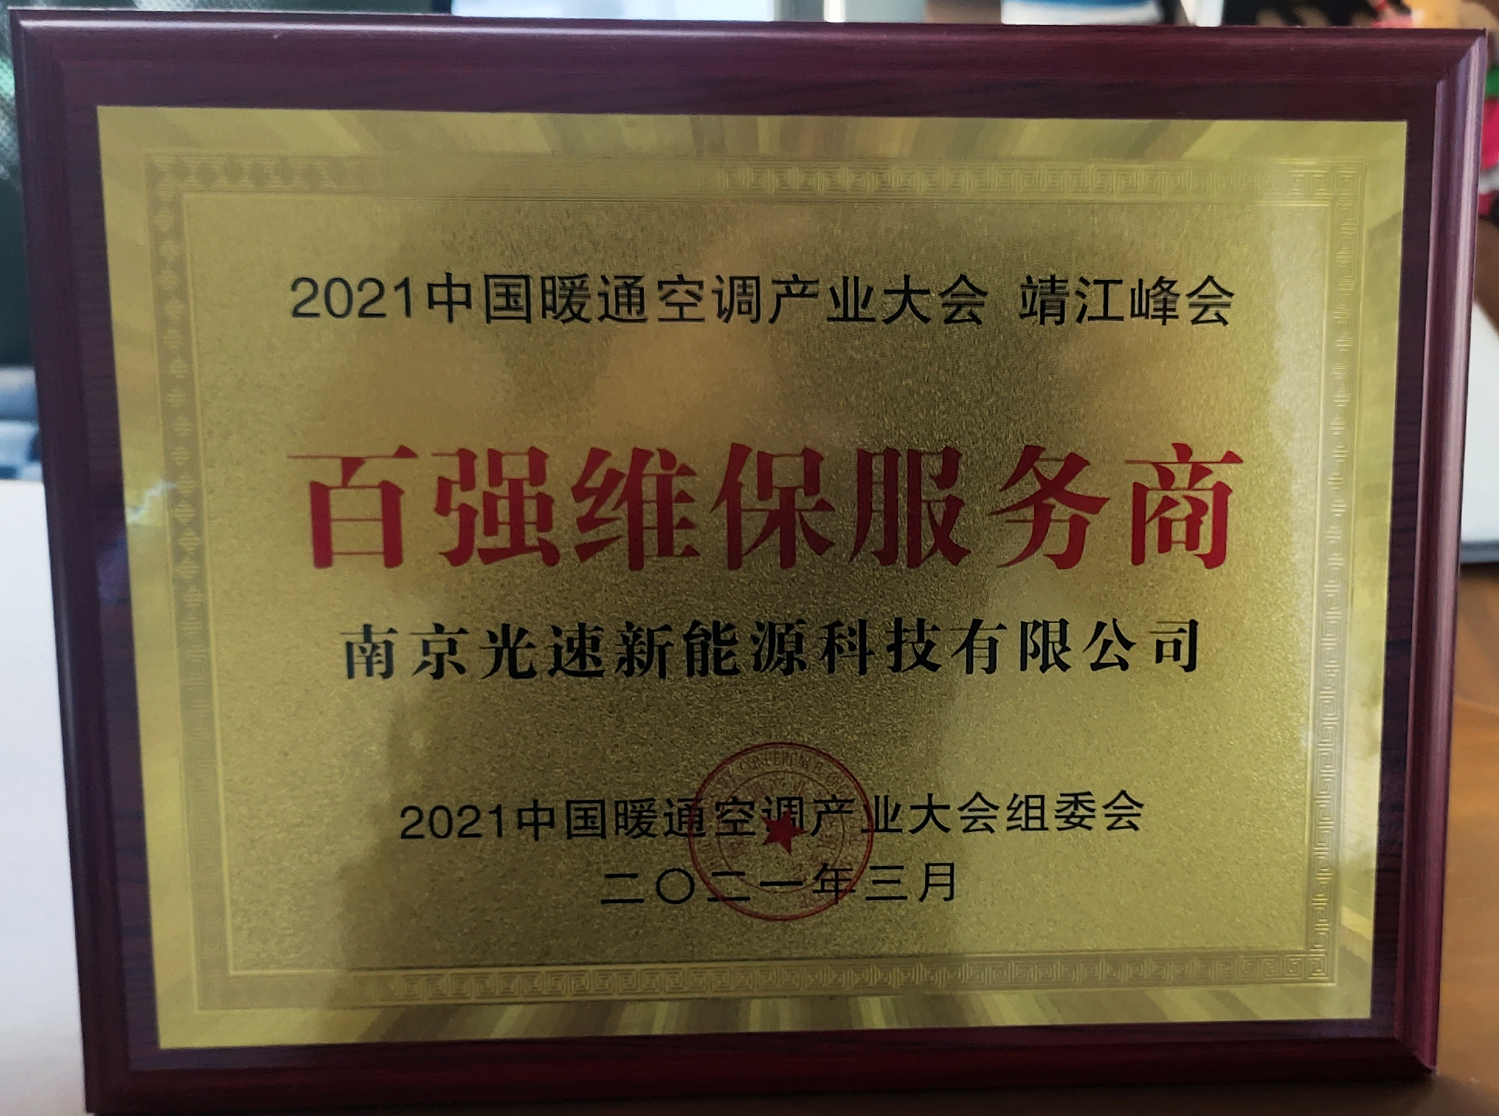 2021中国暖通空调产业大会 靖江峰会
百强维保服务商
南京光速新能源科技有限公司
2021中国暖通空调产业大会组委会
二〇二一年三月